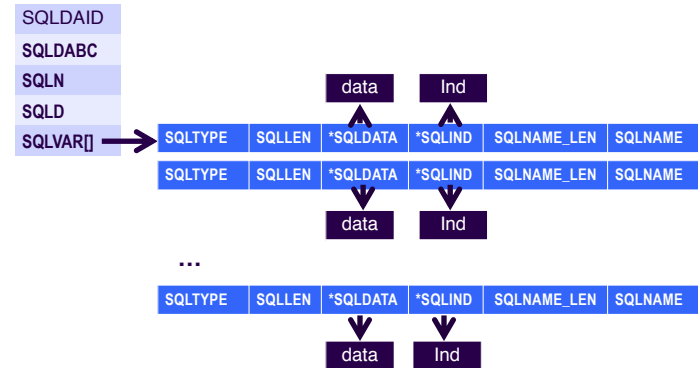 SQLDAID
SQLDABC
SQLN
SQLD
SQLVAR[]
data Ind
SQLTYPE SQLLEN *SQLDATA *SQLIND SQLNAME_LEN SQLNAME
SQLTYPE SQLLEN *SQLDATA *SQLIND SQLNAME_LEN SQLNAME
data Ind
...
SQLTYPE SQLLEN *SQLDATA *SQLIND SQLNAME_LEN SQLNAME
data Ind